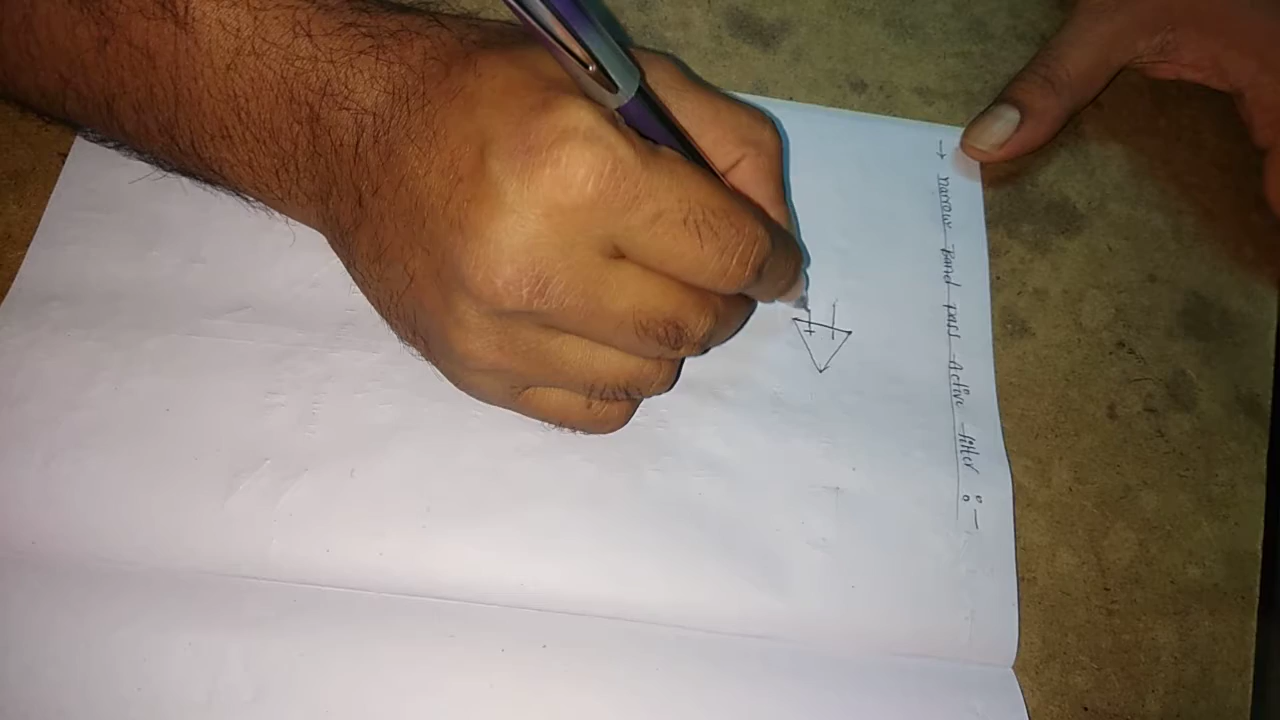 → Narrow Band pass Active filter :-
- +